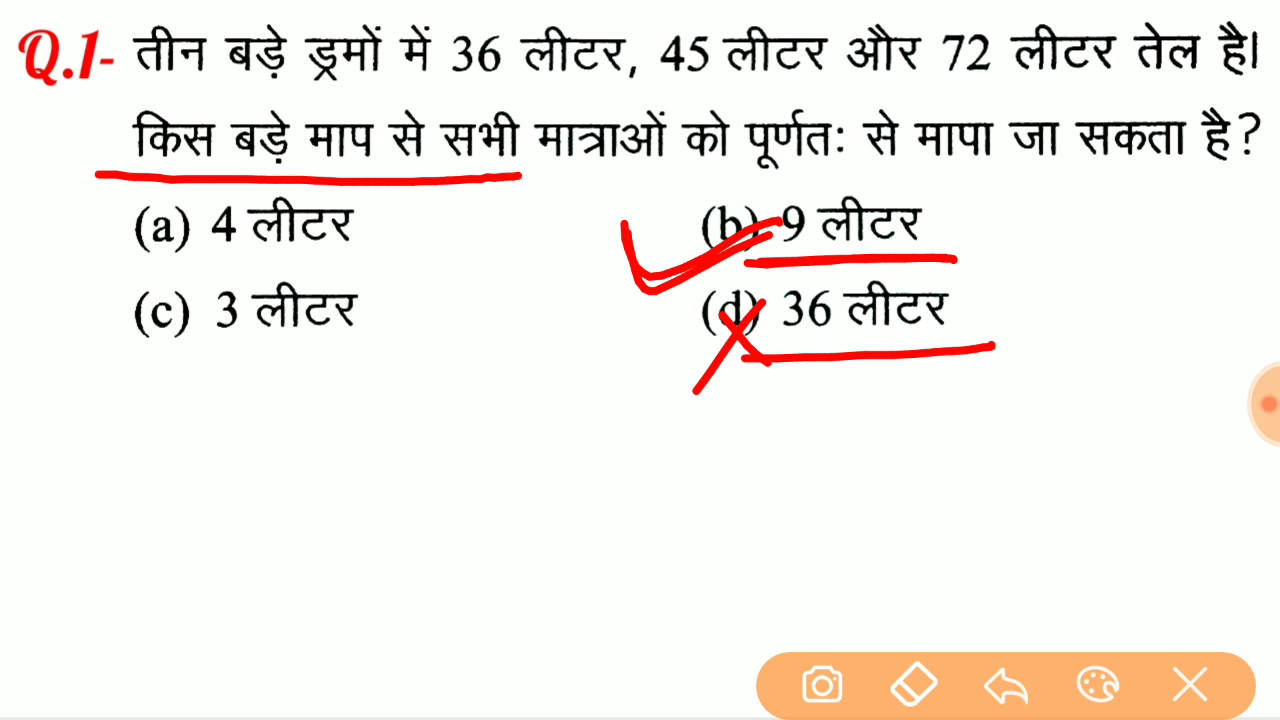 Q.1- तीन बड़े ड्रमों में 36 लीटर, 45 लीटर और 72 लीटर तेल है।
किस बड़े माप से सभी मात्राओं को पूर्णतः से मापा जा सकता है?
(a) 4 लीटर (b) 9 लीटर
(c) 3 लीटर (d) 36 लीटर